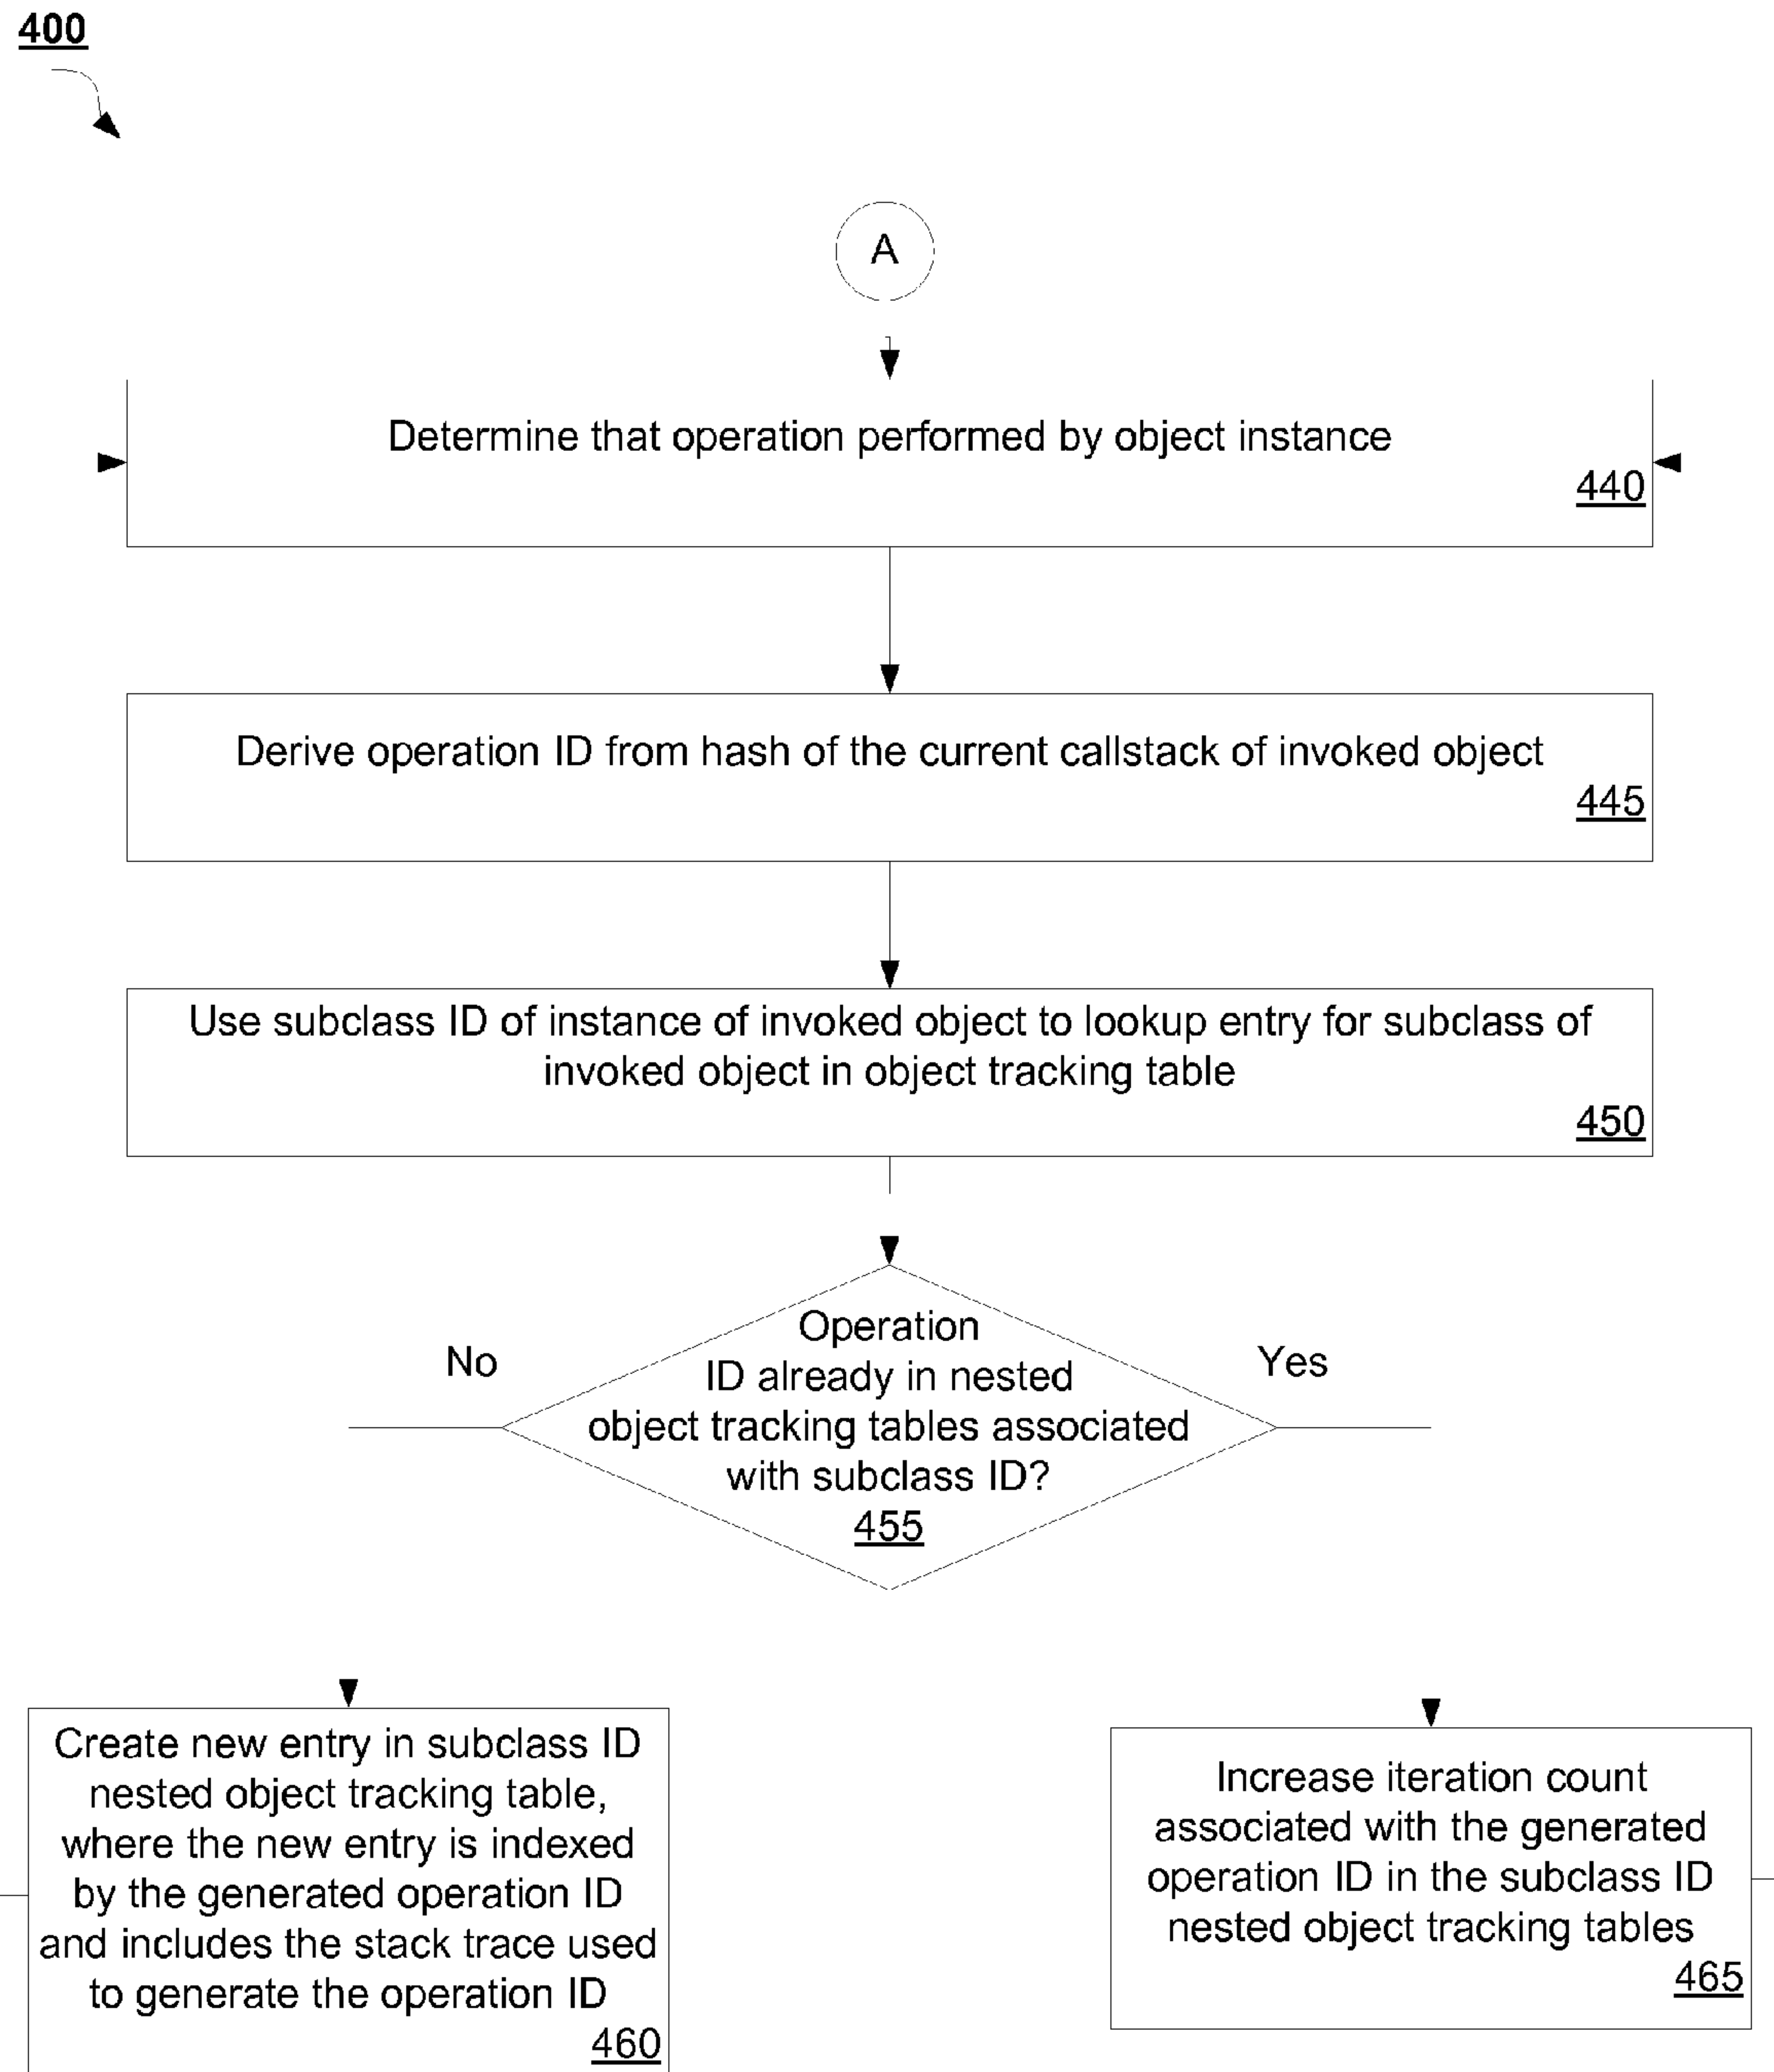 400
A
Determine that operation performed by object instance
440
Derive operation ID from hash of the current callstack of invoked object
445
Use subclass ID of instance of invoked object to lookup entry for subclass of
invoked object in object tracking table
450
No
Yes
Operation
ID already in nested
object tracking tables associated
with subclass ID?
455
Create new entry in subclass ID
nested object tracking table,
where the new entry is indexed
by the generated operation ID
and includes the stack trace used
to generate the operation ID
460
Increase iteration count
associated with the generated
operation ID in the subclass ID
nested object tracking tables
465